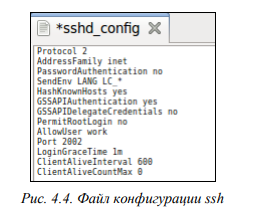 *sshd_config
Protocol 2
AddressFamily inet
PasswordAuthentication no
SendEnv LANG LC_*
HashKnownHosts yes
GSSAPIAuthentication yes
GSSAPIDelegateCredentials no
PermitRootLogin no
AllowUser work
Port 2002
LoginGraceTime 1m
ClientAliveInterval 600
ClientAliveCountMax 0
Рис. 4.4. Файл конфигурации ssh